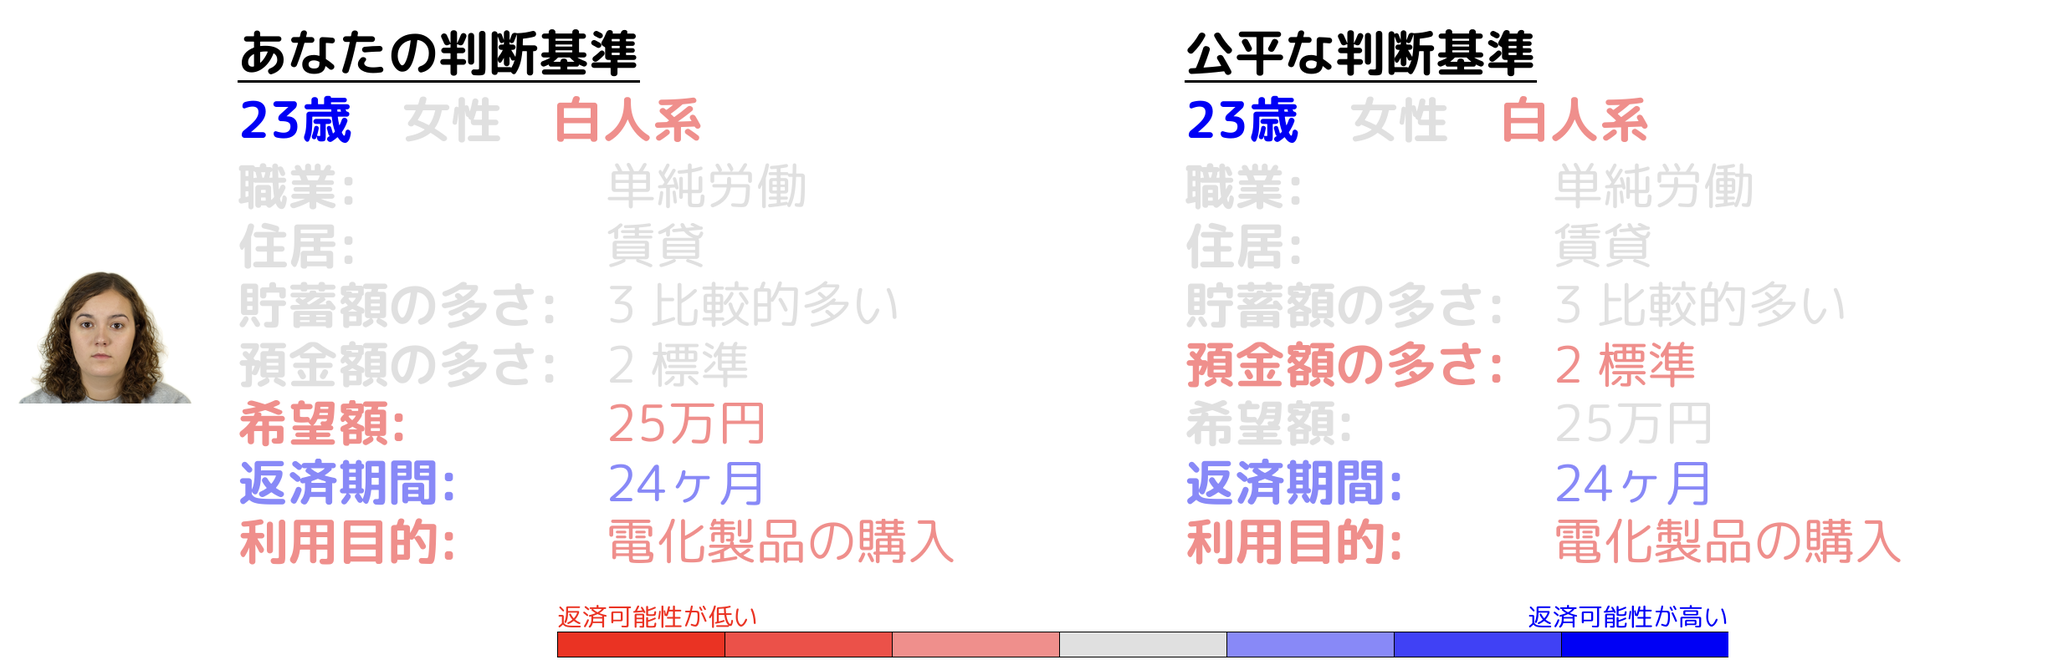 あなたの判断基準
23歳 女性 白人系
職業: 単純労働
住居: 賃貸
貯蓄額の多さ: 3 比較的多い
預金額の多さ: 2 標準
希望額: 25万円
返済期間: 24ヶ月
利用目的: 電化製品の購入
公平な判断基準
23歳 女性 白人系
職業: 単純労働
住居: 賃貸
貯蓄額の多さ: 3 比較的多い
預金額の多さ: 2 標準
希望額: 25万円
返済期間: 24ヶ月
利用目的: 電化製品の購入
返済可能性が低い
返済可能性が高い